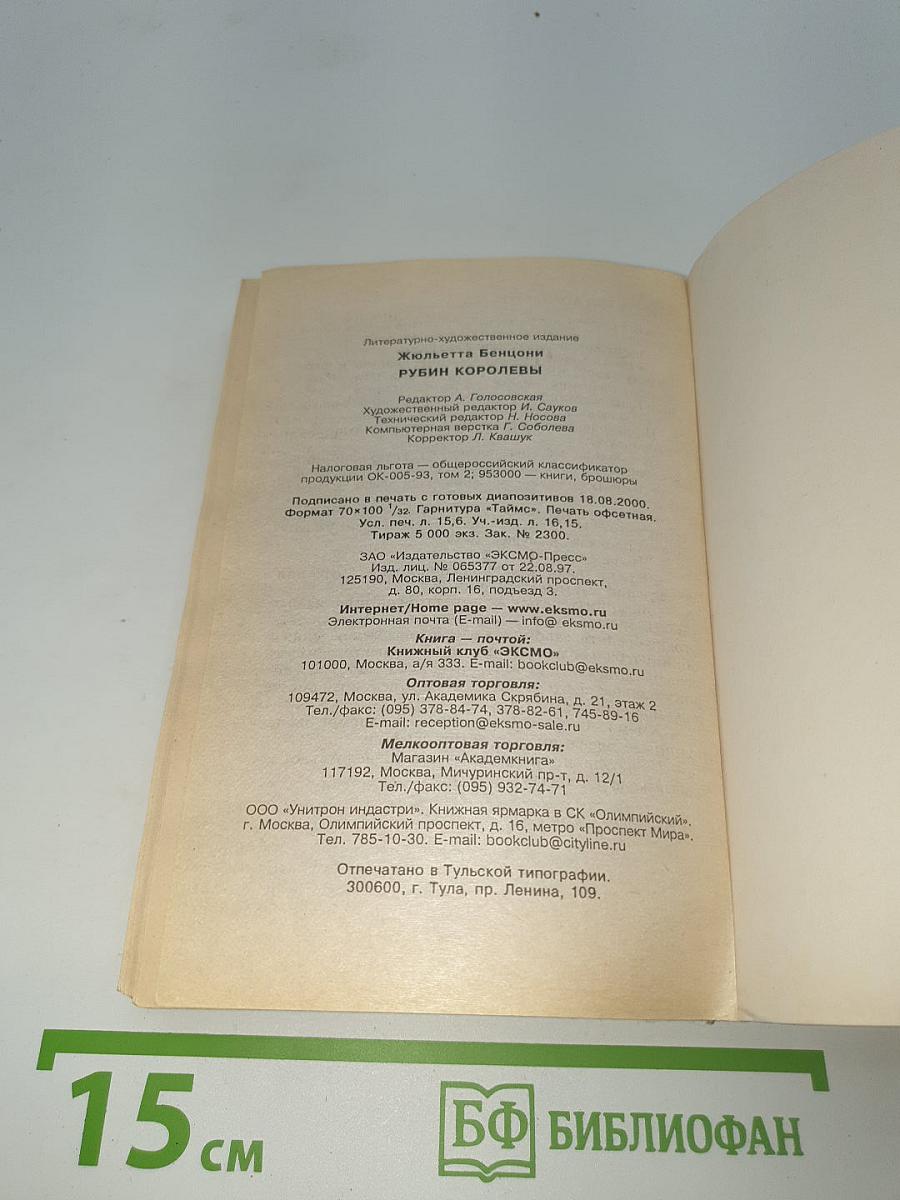 Литературно-художественное издание
Жюльетта Бенцони
РУБИН КОРОЛЕВЫ
Редактор А. Голосовская
Художественный редактор И. Сауков
Технический редактор Н. Носова
Компьютерная верстка Г. Соболева
Корректор Л. Квашук
Налоговая льгота — общероссийский классификатор
продукции ОК-005-93, том 2; 953000 — книги, брошюры
Подписано в печать с готовых диапозитивов 18.08.2000.
Формат 70×100 1/32. Гарнитура «Таймс». Печать офсетная.
Усл. печ. л. 15,6. Уч.-изд. л. 16,15.
Тираж 5 000 экз. Зак. № 2300.
ЗАО «Издательство «ЭКСМО-Пресс»
Изд. лиц. № 065377 от 22.08.97.
125190, Москва, Ленинградский проспект,
д. 80, корп. 16, подъезд 3.
Интернет/Home page — www.eksmo.ru
Электронная почта (E-mail) — info@ eksmo.ru
Книга — почтой:
Книжный клуб «ЭКСМО»
101000, Москва, а/я 333. E-mail: bookclub@eksmo.ru
Оптовая торговля:
109472, Москва, ул. Академика Скрябина, д. 21, этаж 2
Тел./факс: (095) 378-84-74, 378-82-61, 745-89-16
E-mail: reception@eksmo-sale.ru
Мелкооптовая торговля:
Магазин «Академкнига»
117192, Москва, Мичуринский пр-т, д. 12/1
Тел./факс: (095) 932-74-71
ООО «Унитрон индастри». Книжная ярмарка в СК «Олимпийский».
г. Москва, Олимпийский проспект, д. 16, метро «Проспект Мира».
Тел. 785-10-30. E-mail: bookclub@cityline.ru
Отпечатано в Тульской типографии.
300600, г. Тула, пр. Ленина, 109.
15 см
БФ БИБЛИОФАН